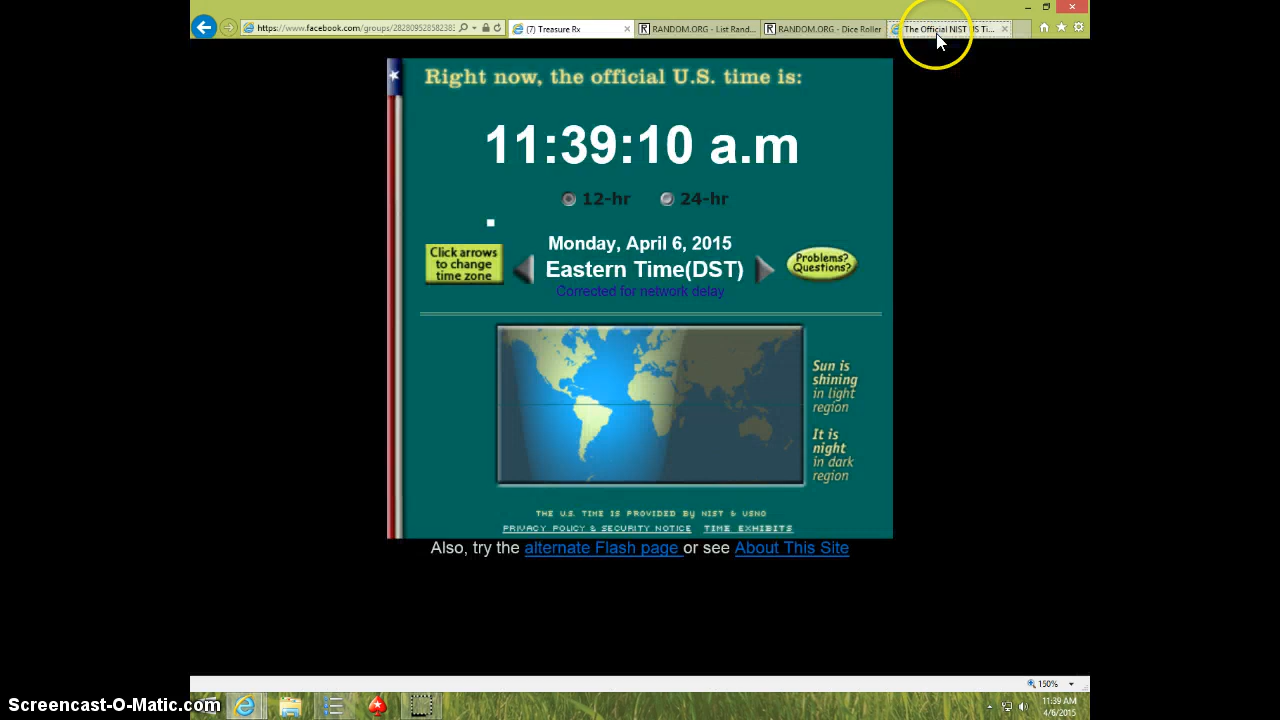 https://www.facebook.com/groups/282809528582383
(7) Treasure Rx
RANDOM.ORG - List Rand...
RANDOM.ORG - Dice Roller
The Official NIST US Ti...
Right now, the official U.S. time is:
11:39:10 a.m
12-hr
24-hr
Click arrows
to change
time zone
Monday, April 6, 2015
Eastern Time(DST)
Corrected for network delay
Problems?
Questions?
Sun is
shining
in light
region
It is
night
in dark
region
THE U.S. TIME IS PROVIDED BY NIST & USNO
PRIVACY POLICY & SECURITY NOTICE TIME EXHIBITS
Also, try the alternate Flash page or see About This Site
150%
Screencast-O-Matic.com
11:39 AM
4/6/2015